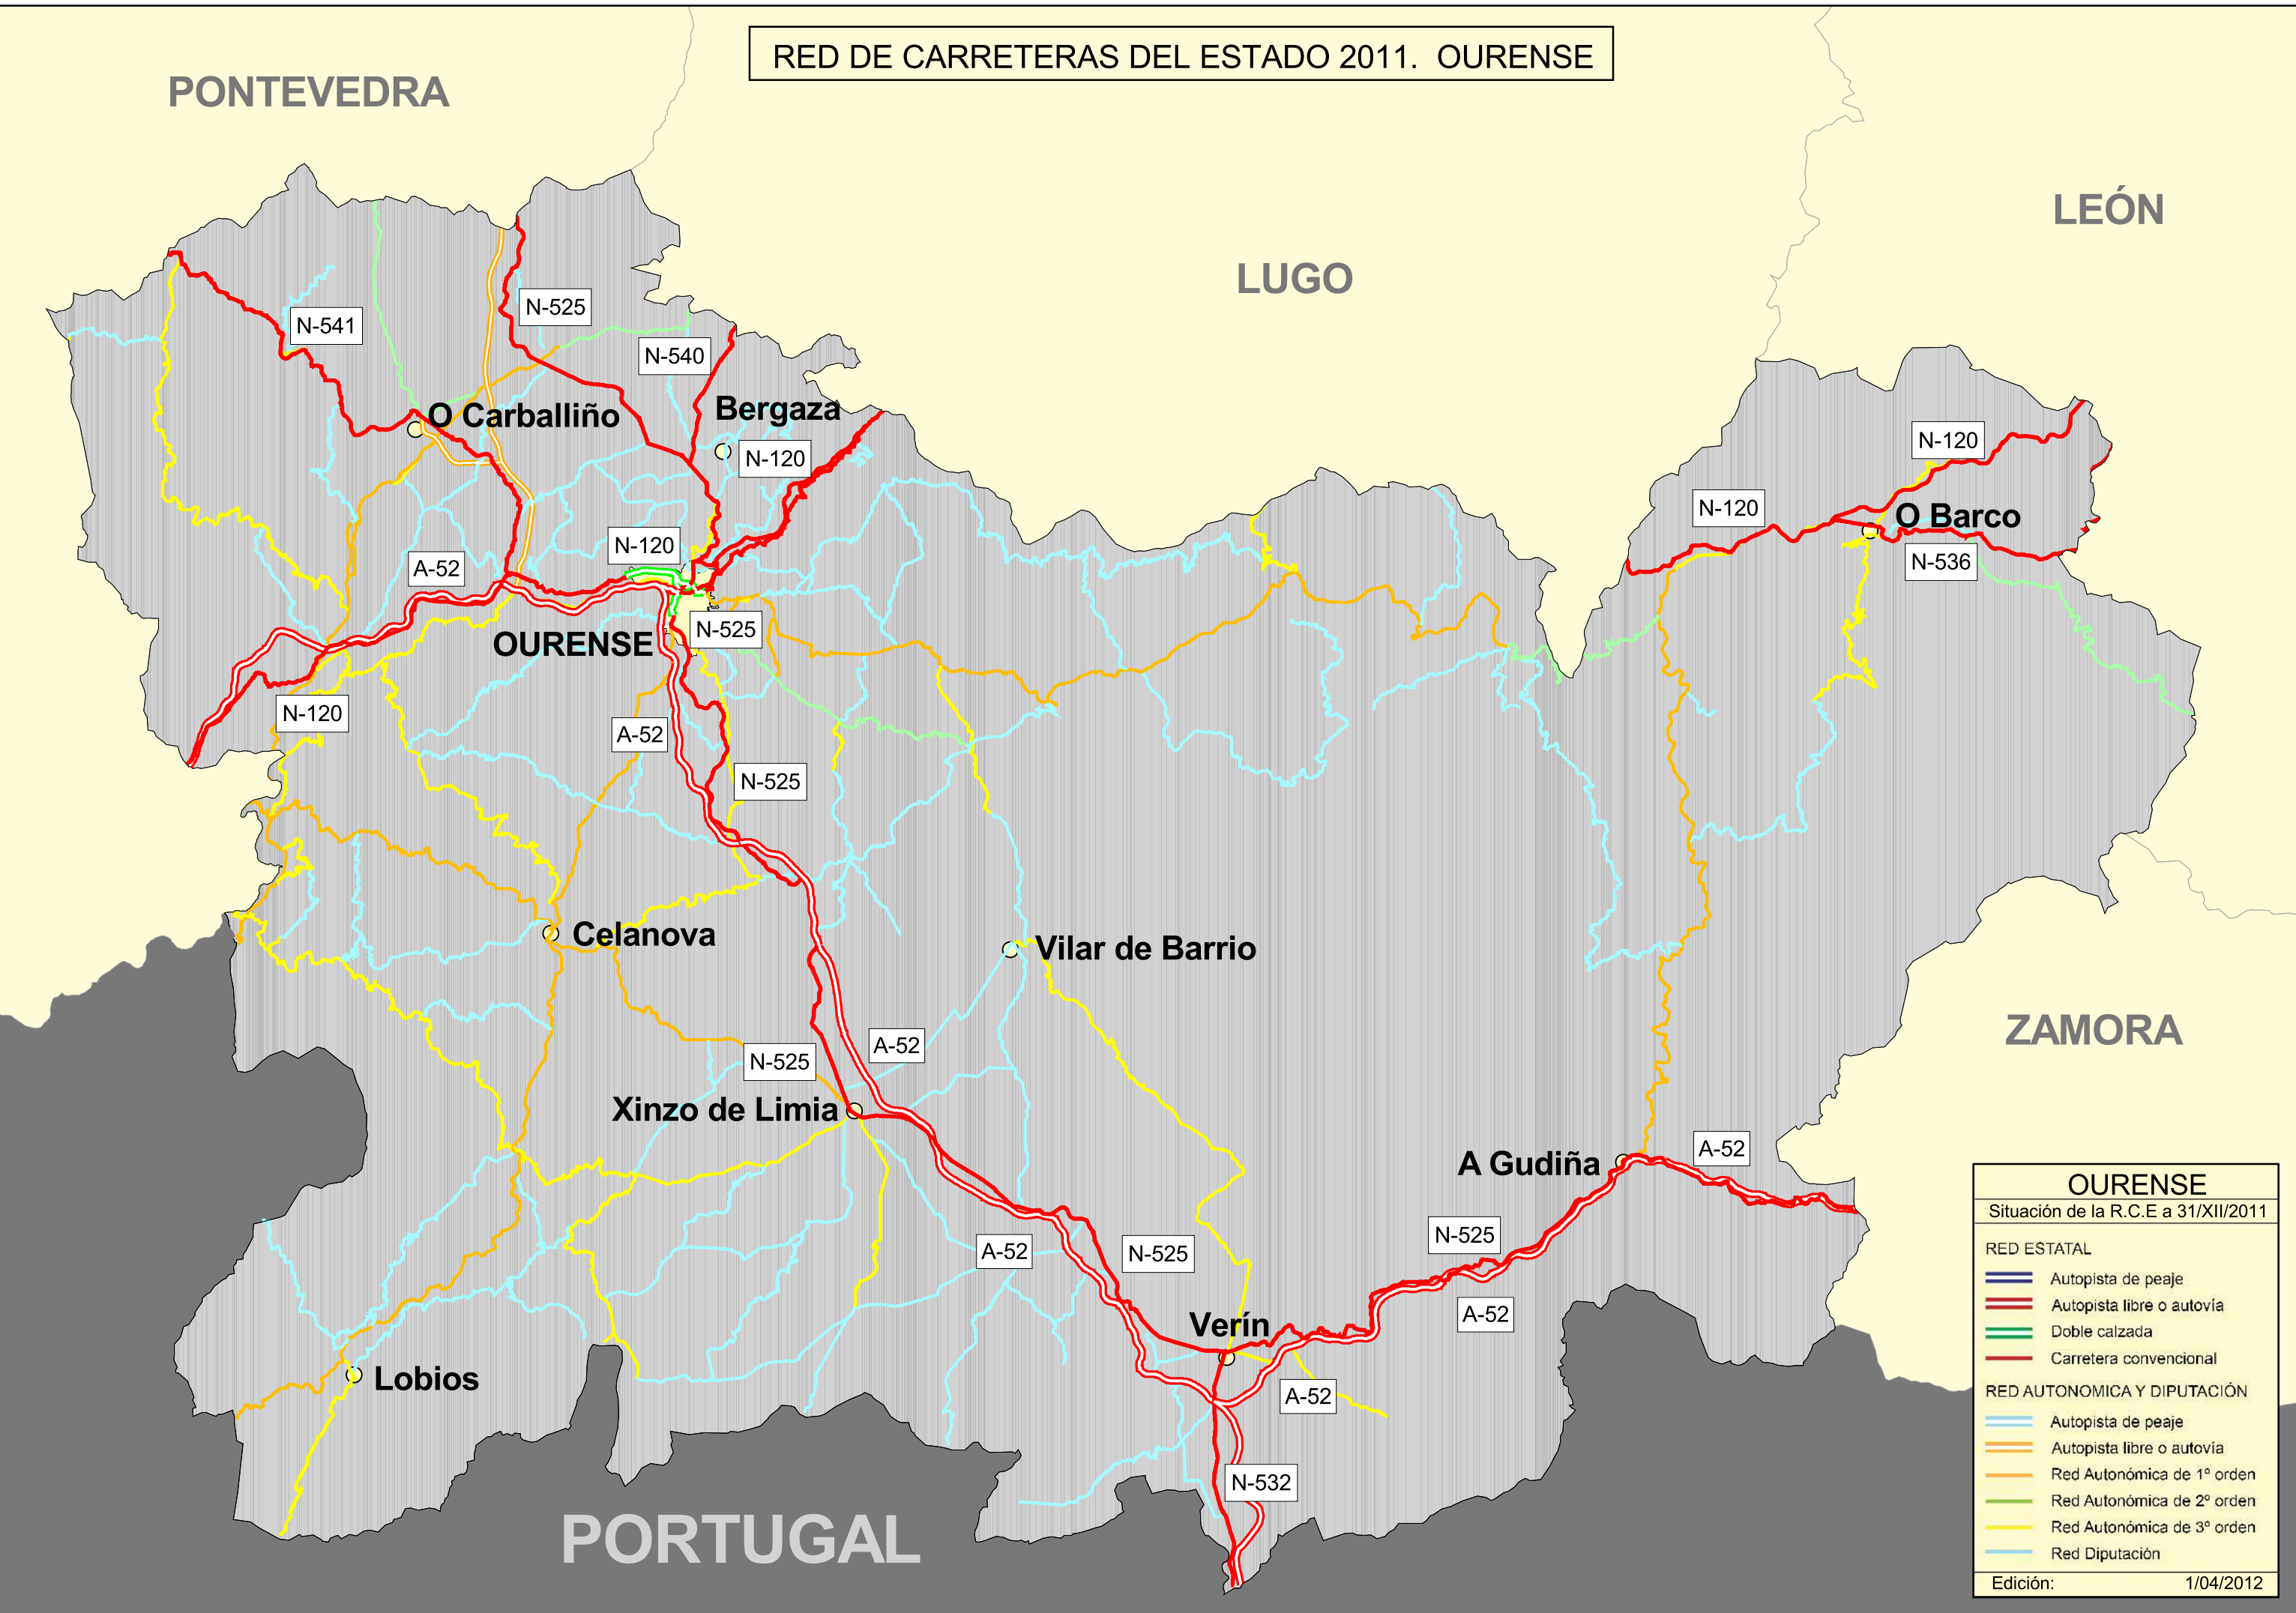 RED DE CARRETERAS DEL ESTADO 2011. OURENSE
PONTEVEDRA
LEÓN
LUGO
N-525
N-541
N-540
Bergaza
O Carballiño
N-120
N-120
N-120
O Barco
N-120
A-52
N-536
N-525
OURENSE
N-120
A-52
N-525
Celanova
Vilar de Barrio
ZAMORA
A-52
N-525
Xinzo de Limia
A-52
A Gudiña
N-525
A-52
N-525
A-52
Verín
Lobios
A-52
N-532
PORTUGAL
OURENSE
Situación de la R.C.E a 31/XII/2011
RED ESTATAL
Autopista de peaje
Autopista libre o autovía
Doble calzada
Carretera convencional
RED AUTONOMICA Y DIPUTACIÓN
Autopista de peaje
Autopista libre o autovía
Red Autonómica de 1º orden
Red Autonómica de 2º orden
Red Autonómica de 3º orden
Red Diputación
Edición: 1/04/2012